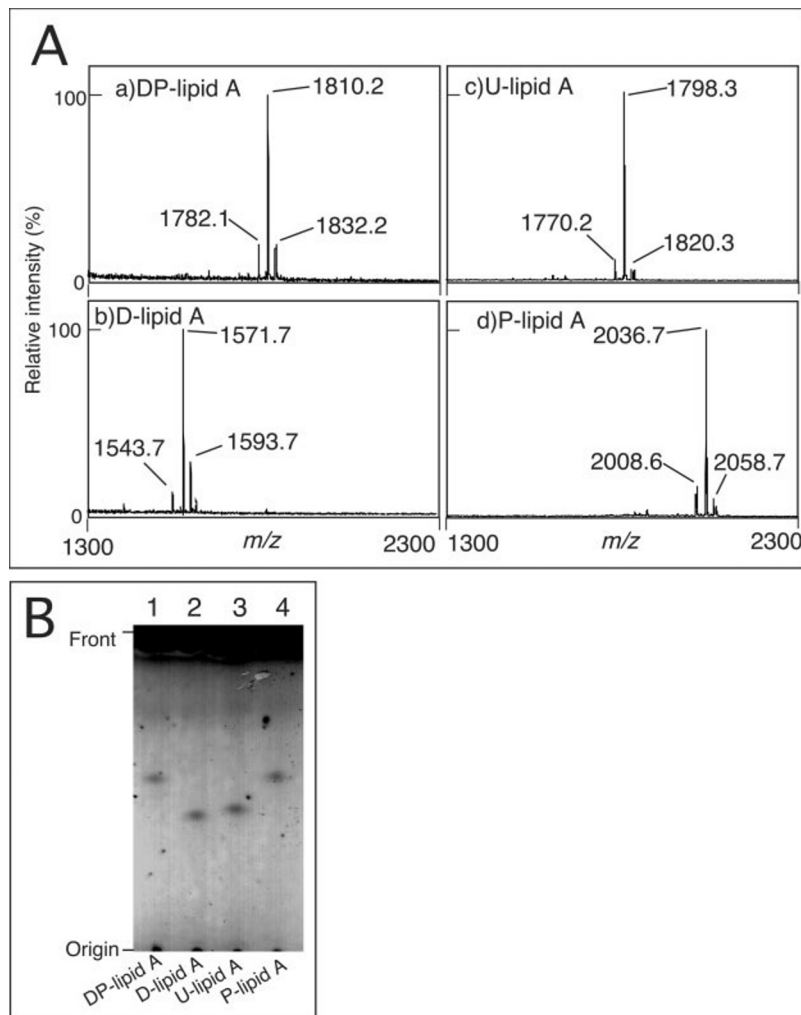 A
a)DP-lipid A
1810.2
100
1782.1
1832.2
0
c)U-lipid A
1798.3
1770.2
1820.3
Relative intensity (%)
b)D-lipid A
1571.7
100
1543.7
1593.7
0
1300
m/z
2300
d)P-lipid A
2036.7
2008.6
2058.7
1300
m/z
2300
B
1 2 3 4
Front
Origin
DP-lipid A
D-lipid A
U-lipid A
P-lipid A